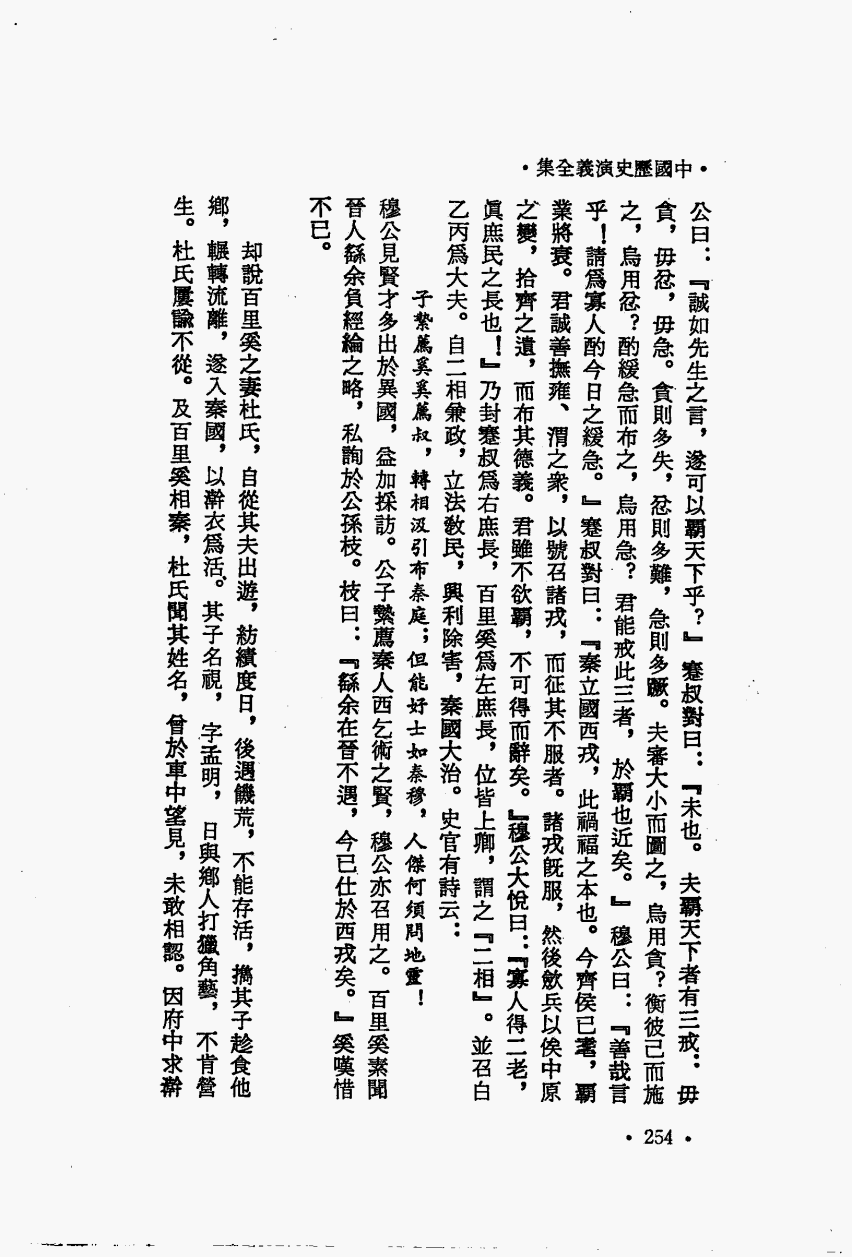 •中國歷史演義全集•
公曰：『誠如先生之言，遂可以霸天下乎？』蹇叔對曰：『未也。夫霸天下者有三戒：毋
貪，毋忿，毋急。貪則多失，忿則多難，急則多蹶。夫審大小而圖之，烏用貪？衡彼己而施
之，烏用忿？酌緩急而布之，烏用急？君能戒此三者，於霸也近矣。』穆公曰：『善哉言
乎！請爲寡人酌今日之緩急。』蹇叔對曰：『秦立國西戎，此禍福之本也。今齊侯已耄，霸
業將衰。君誠善撫雍、渭之衆，以號召諸戎，而征其不服者。諸戎既服，然後歛兵以俟中原
之變，拾齊之遺，而布其德義。君雖不欲霸，不可得而辭矣。』穆公大悅曰：『寡人得二老，
眞庶民之長也！』乃封蹇叔爲右庶長，百里奚爲左庶長，位皆上卿，謂之『二相』。並召白
乙丙爲大夫。自二相兼政，立法敎民，興利除害，秦國大治。史官有詩云：
子縶薦奚奚薦叔，轉相汲引布秦庭；但能好士如秦穆，人傑何須問地靈！
穆公見賢才多出於異國，益加採訪。公子縶薦秦人西乞術之賢，穆公亦召用之。百里奚素聞
晉人繇余負經綸之略，私詢於公孫枝。枝曰：『繇余在晉不遇，今已仕於西戎矣。』奚嘆惜
不已。
却說百里奚之妻杜氏，自從其夫出遊，紡績度日，後遇饑荒，不能存活，擕其子趁食他
鄉，輾轉流離，遂入秦國，以澣衣爲活。其子名視，字孟明，日與鄉人打獵角藝，不肯營
生。杜氏屢諭不從。及百里奚相秦，杜氏聞其姓名，曾於車中望見，未敢相認。因府中求澣
•254•